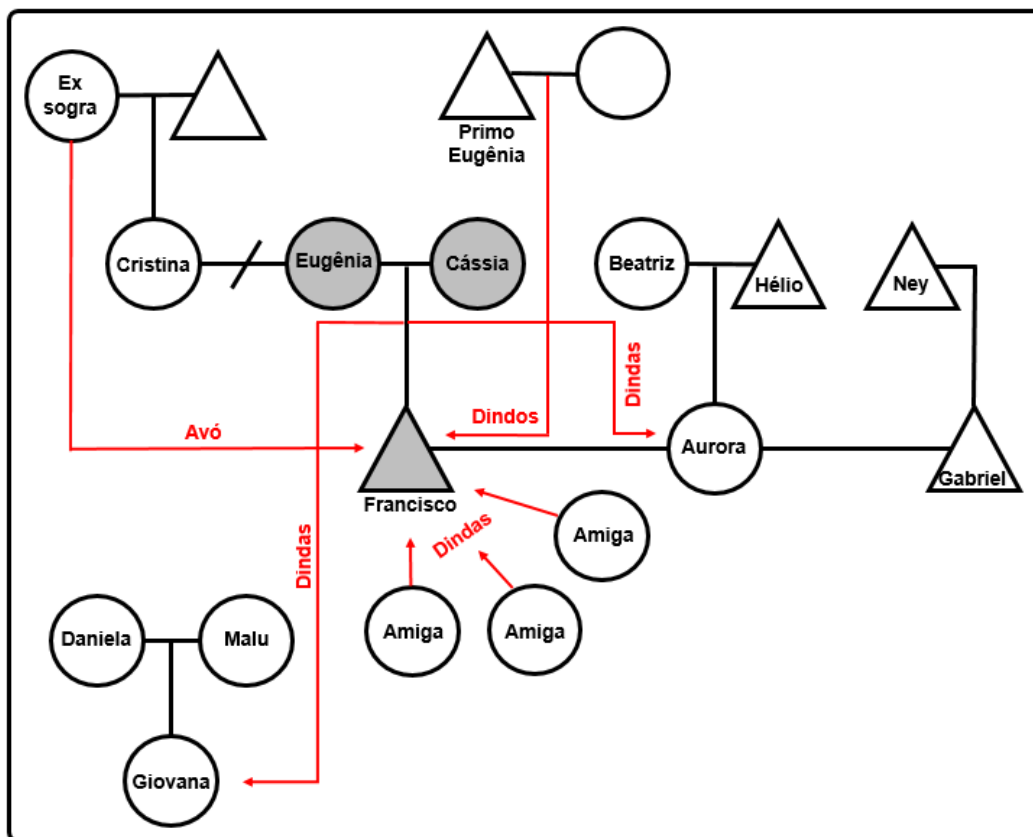 Ex
sogra
Primo
Eugênia
Cristina
Eugênia
Cássia
Beatriz
Hélio
Ney
Dindas
Dindos
Avó
Aurora
Gabriel
Francisco
Amiga
Dindas
Dindas
Amiga
Amiga
Daniela
Malu
Giovana